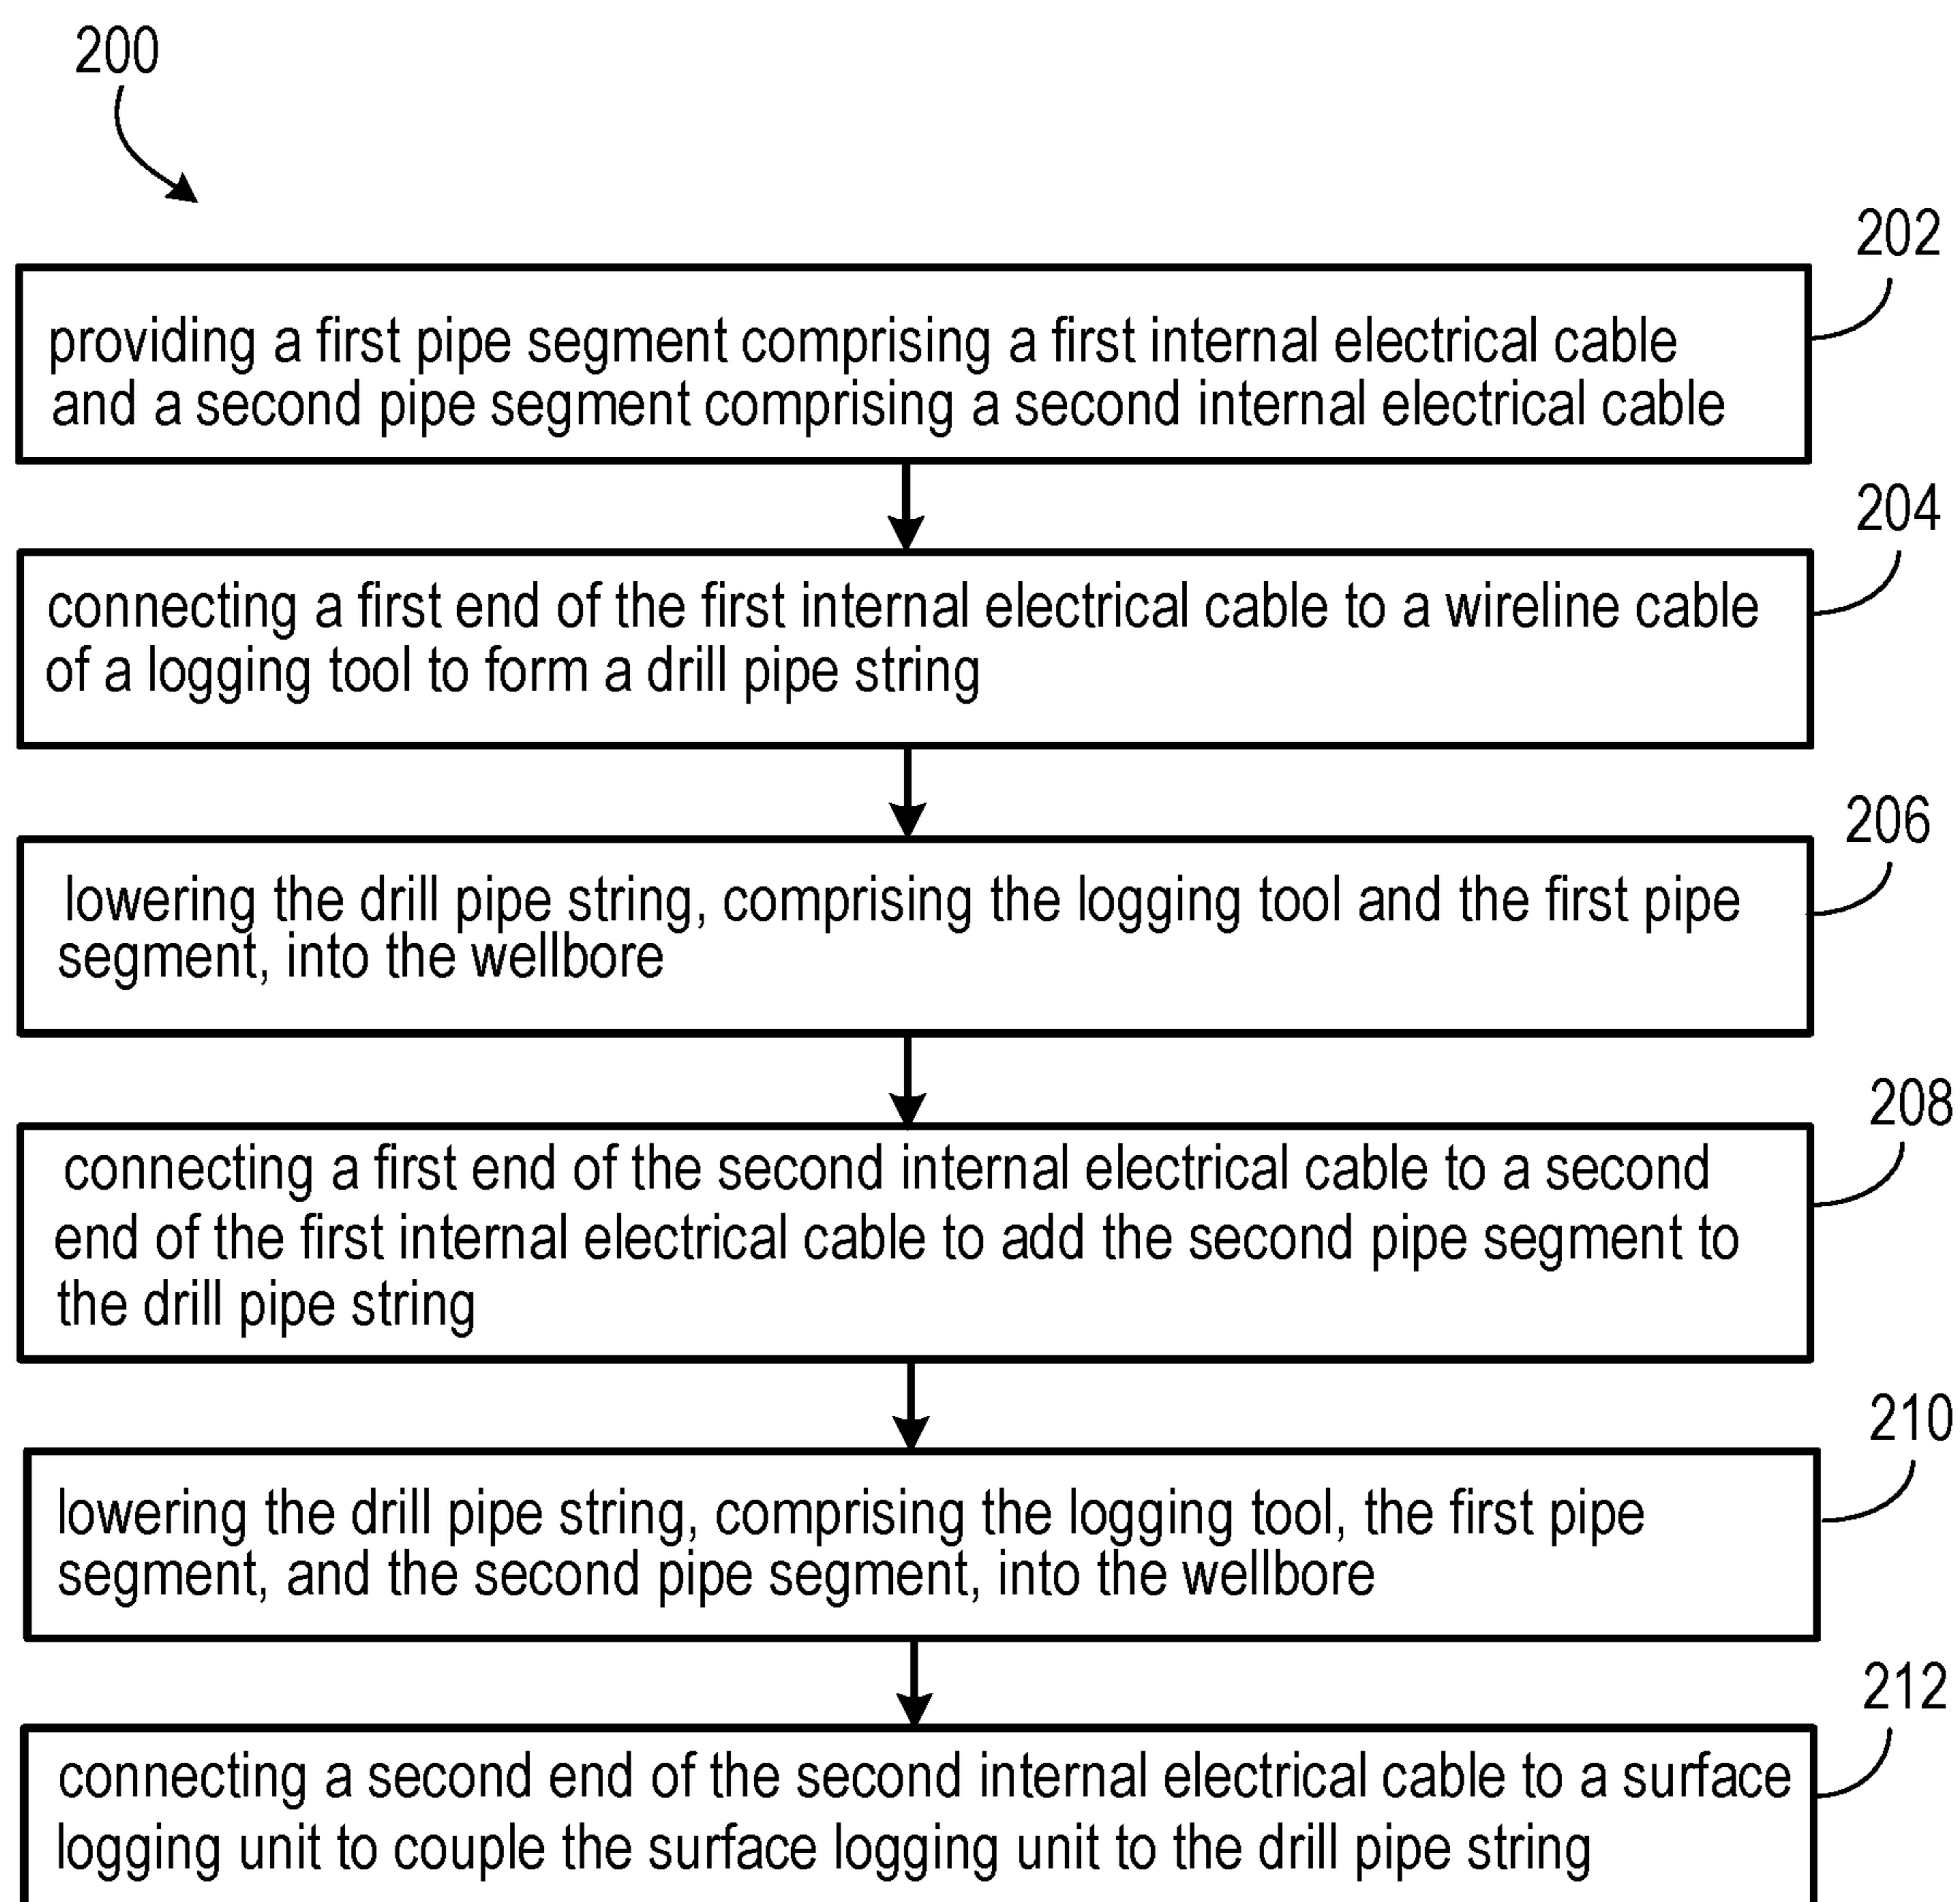 200
202
providing a first pipe segment comprising a first internal electrical cable
and a second pipe segment comprising a second internal electrical cable
204
connecting a first end of the first internal electrical cable to a wireline cable
of a logging tool to form a drill pipe string
206
lowering the drill pipe string, comprising the logging tool and the first pipe
segment, into the wellbore
208
connecting a first end of the second internal electrical cable to a second
end of the first internal electrical cable to add the second pipe segment to
the drill pipe string
210
lowering the drill pipe string, comprising the logging tool, the first pipe
segment, and the second pipe segment, into the wellbore
212
connecting a second end of the second internal electrical cable to a surface
logging unit to couple the surface logging unit to the drill pipe string